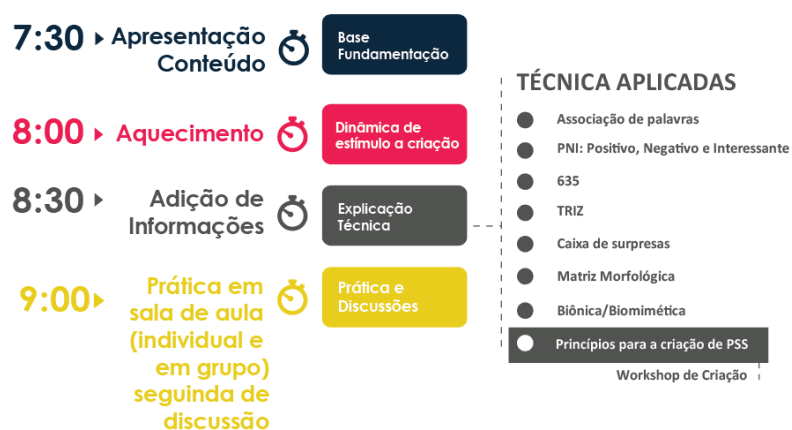 7:30
Apresentação
Conteúdo
Base
Fundamentação
8:00
Aquecimento
Dinâmica de
estímulo a criação
8:30
Adição de
Informações
Explicação
Técnica
9:00
Prática em
sala de aula
(individual e
em grupo)
seguinda de
discussão
Prática e
Discussões
TÉCNICA APLICADAS
Associação de palavras
PNI: Positivo, Negativo e Interessante
635
TRIZ
Caixa de surpresas
Matriz Morfológica
Biônica/Biomimética
Princípios para a criação de PSS
Workshop de Criação